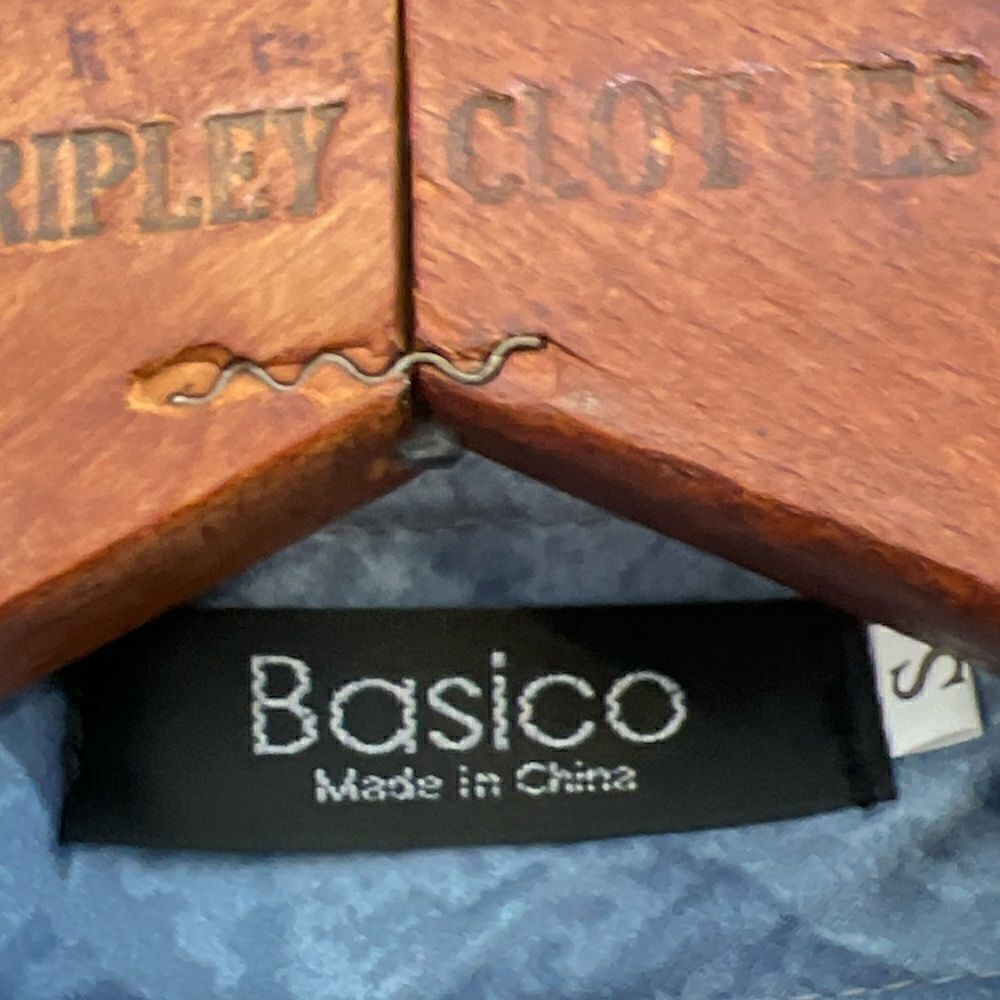 RIPLEY CLOTHES
Basico
Made in China
S